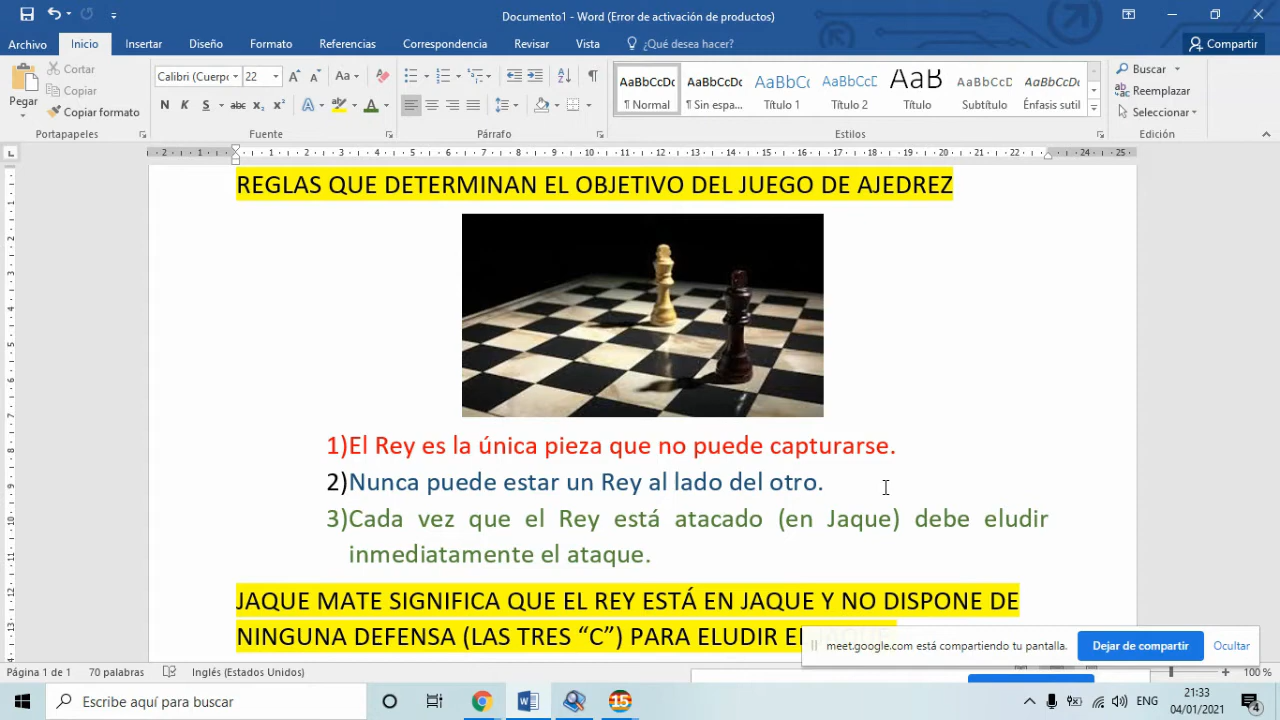 Documento1 - Word (Error de activación de productos)
Archivo Inicio Insertar Diseño Formato Referencias Correspondencia Revisar Vista ¿Qué desea hacer? Compartir
Pegar
Cortar
Copiar
Copiar formato
Portapapeles
Calibri (Cuerpo 22
Fuente
Párrafo
AaBbCcDc AaBbCcDc AaBbCcDc AaBbCcD AaB AaBbCcD AaBbCcDc
¶ Normal ¶ Sin espa... Título 1 Título 2 Título Subtítulo Énfasis sutil
Estilos
Buscar
Reemplazar
Seleccionar
Edición
REGLAS QUE DETERMINAN EL OBJETIVO DEL JUEGO DE AJEDREZ
1)El Rey es la única pieza que no puede capturarse.
2)Nunca puede estar un Rey al lado del otro.
3)Cada vez que el Rey está atacado (en Jaque) debe eludir
inmediatamente el ataque.
JAQUE MATE SIGNIFICA QUE EL REY ESTÁ EN JAQUE Y NO DISPONE DE
NINGUNA DEFENSA (LAS TRES “C”) PARA ELUDIR
meet.google.com está compartiendo tu pantalla. Dejar de compartir Ocultar
Página 1 de 1 70 palabras Inglés (Estados Unidos) 100 %
Escribe aquí para buscar
15
ENG
21:33
04/01/2021
4